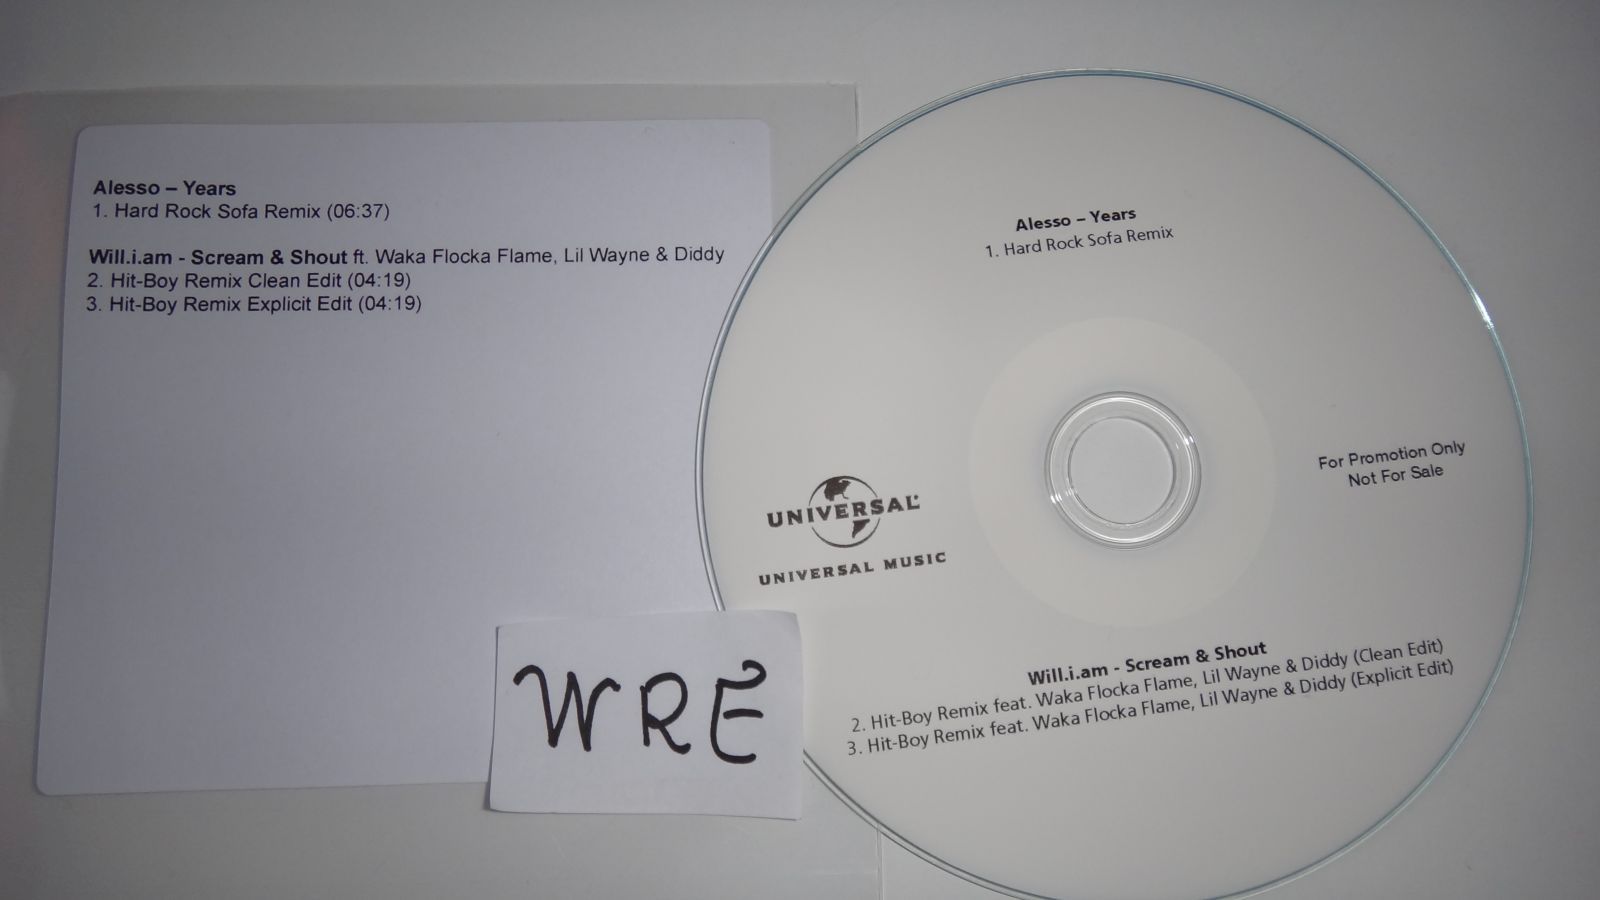 Alesso – Years
1. Hard Rock Sofa Remix (06:37)
Will.i.am - Scream & Shout ft. Waka Flocka Flame, Lil Wayne & Diddy
2. Hit-Boy Remix Clean Edit (04:19)
3. Hit-Boy Remix Explicit Edit (04:19)
Alesso – Years
1. Hard Rock Sofa Remix
For Promotion Only
Not For Sale
UNIVERSAL
UNIVERSAL MUSIC
Will.i.am - Scream & Shout
2. Hit-Boy Remix feat. Waka Flocka Flame, Lil Wayne & Diddy (Clean Edit)
3. Hit-Boy Remix feat. Waka Flocka Flame, Lil Wayne & Diddy (Explicit Edit)
WRE